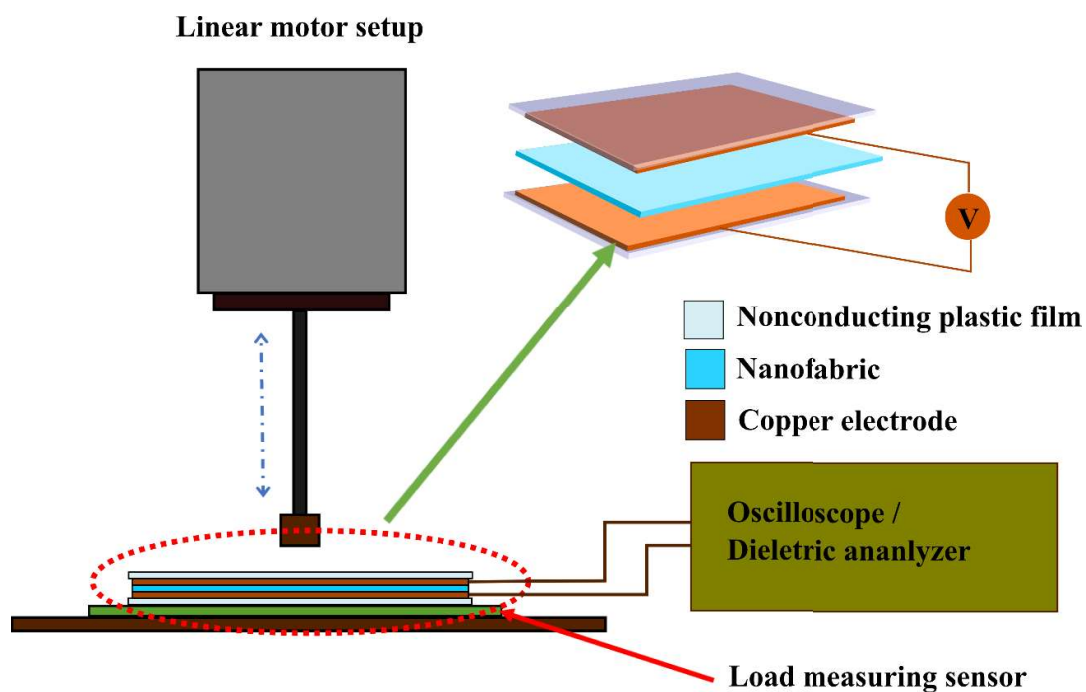 Linear motor setup
V
Nonconducting plastic film
Nanofabric
Copper electrode
Oscilloscope /
Dieletric ananlyzer
Load measuring sensor